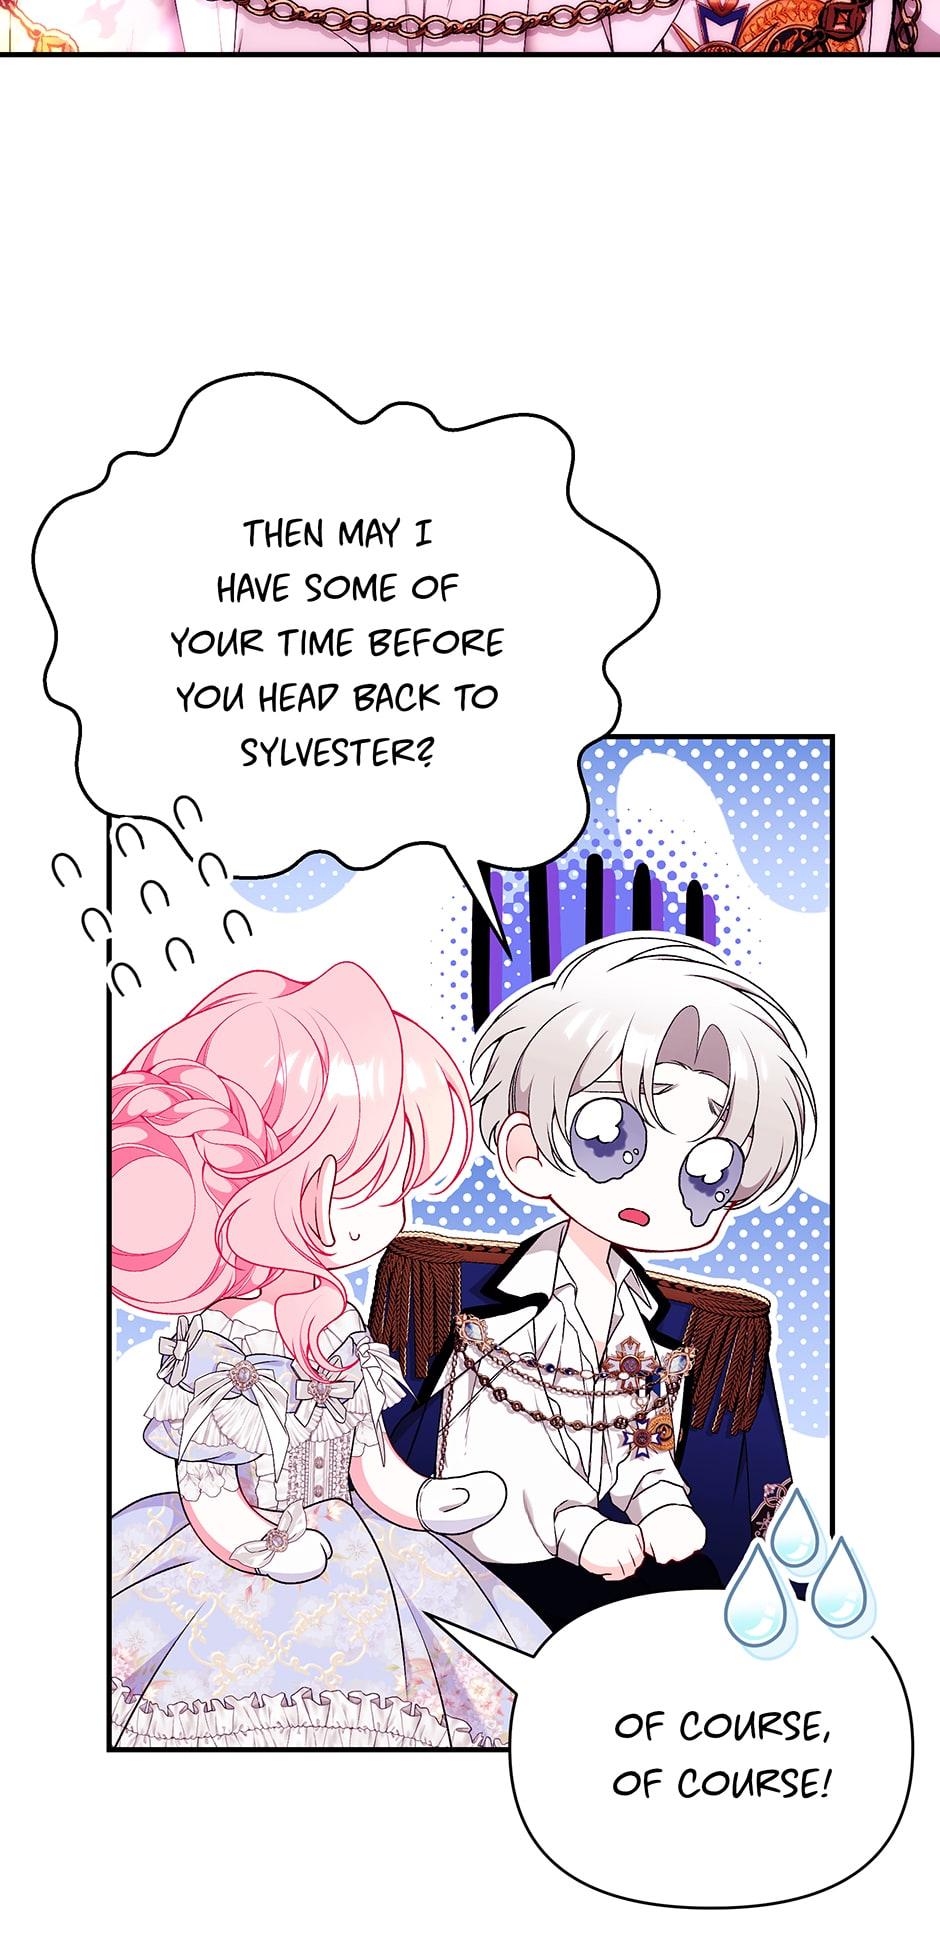 THEN MAY I
HAVE SOME OF
YOUR TIME BEFORE
YOU HEAD BACK TO
SYLVESTER?
OF COURSE,
OF COURSE!